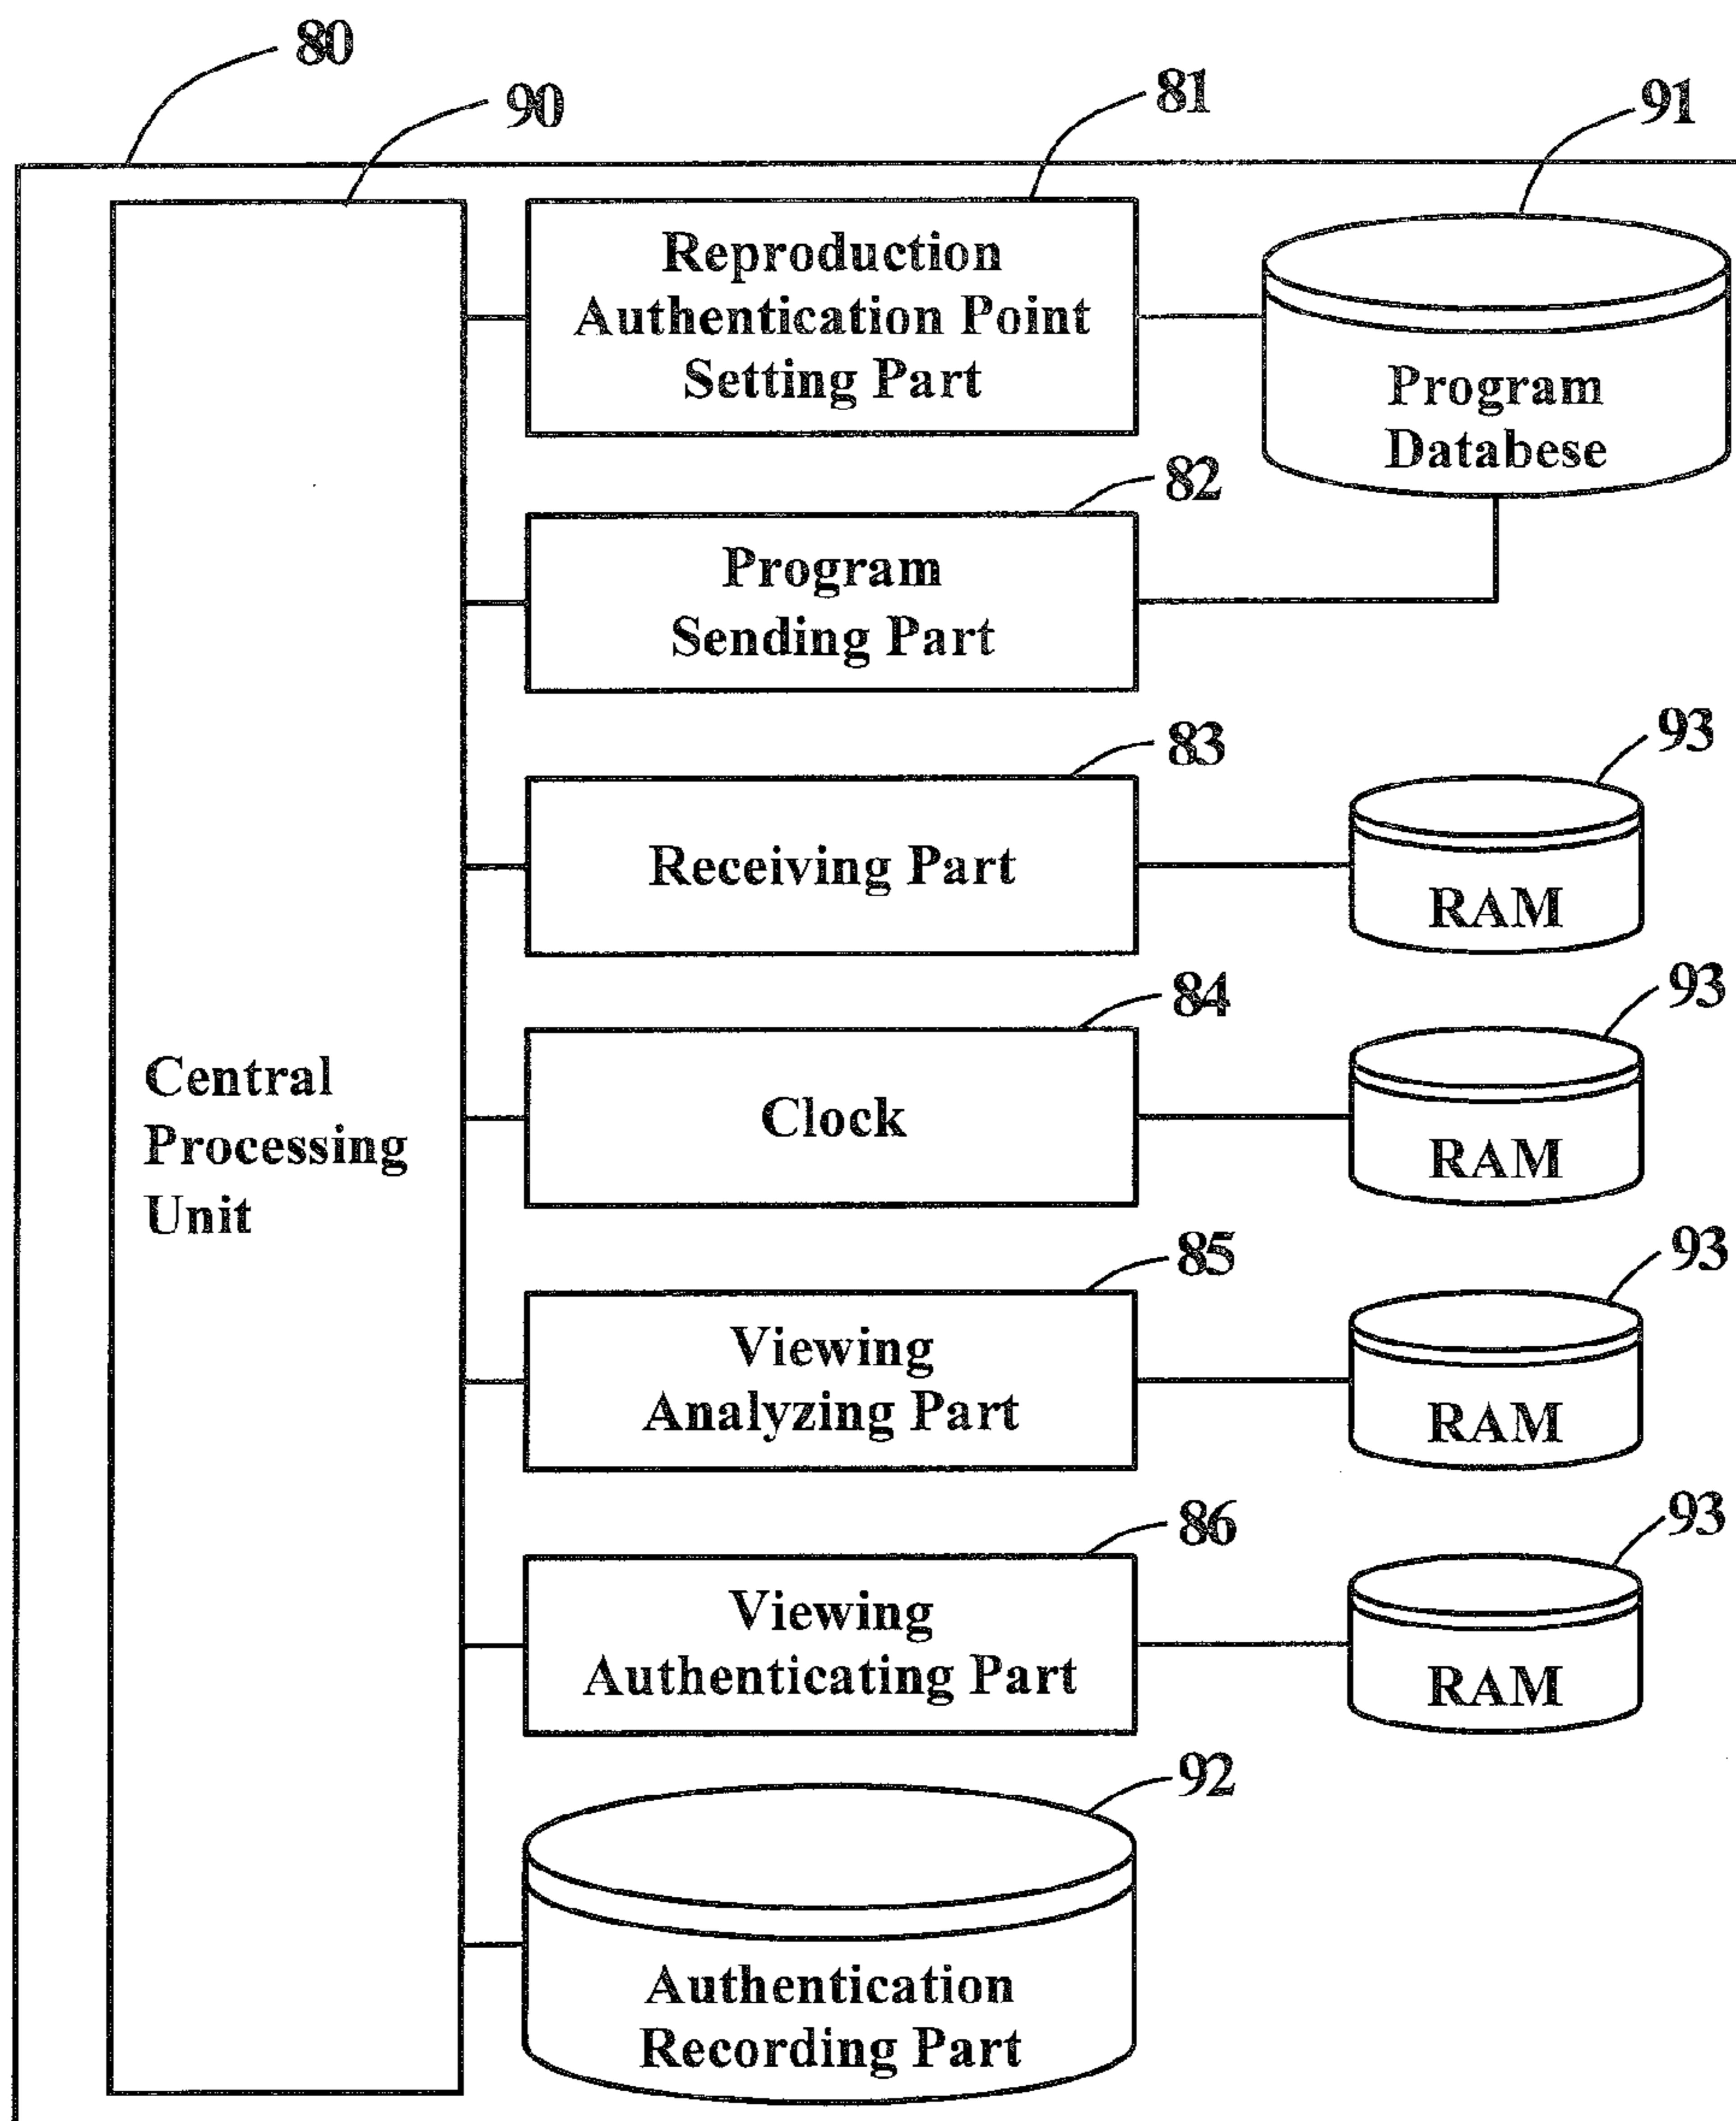 80
90
81
91
Reproduction
Authentication Point
Setting Part
Program
Databese
82
Program
Sending Part
83
93
Receiving Part
RAM
84
93
Central
Processing
Unit
Clock
RAM
85
93
Viewing
Analyzing Part
RAM
86
93
Viewing
Authenticating Part
RAM
92
Authentication
Recording Part